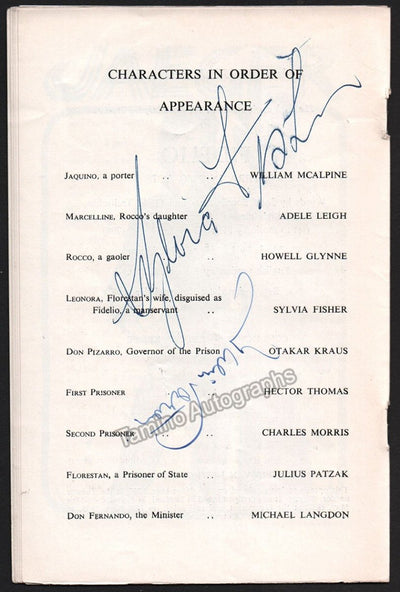 CHARACTERS IN ORDER OF
APPEARANCE
JAQUINO, a porter .. .. WILLIAM MCALPINE
MARCELLINE, Rocco's daughter .. ADELE LEIGH
ROCCO, a gaoler .. HOWELL GLYNNE
LEONORA, Florestan's wife, disguised as
Fidelio, a manservant .. SYLVIA FISHER
DON PIZARRO, Governor of the Prison OTAKAR KRAUS
FIRST PRISONER HECTOR THOMAS
SECOND PRISONER .. CHARLES MORRIS
FLORESTAN, a Prisoner of State .. JULIUS PATZAK
DON FERNANDO, the Minister .. MICHAEL LANGDON
Tamino Autographs